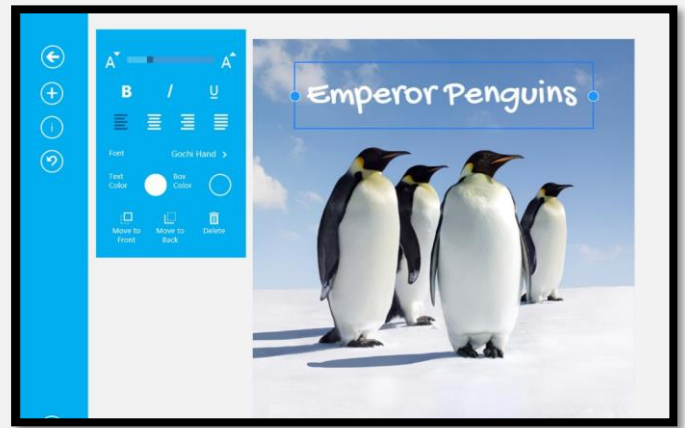 A A
B I U
Font Gochi Hand >
Text Color Box Color
Move to Front Move to Back Delete
Emperor Penguins